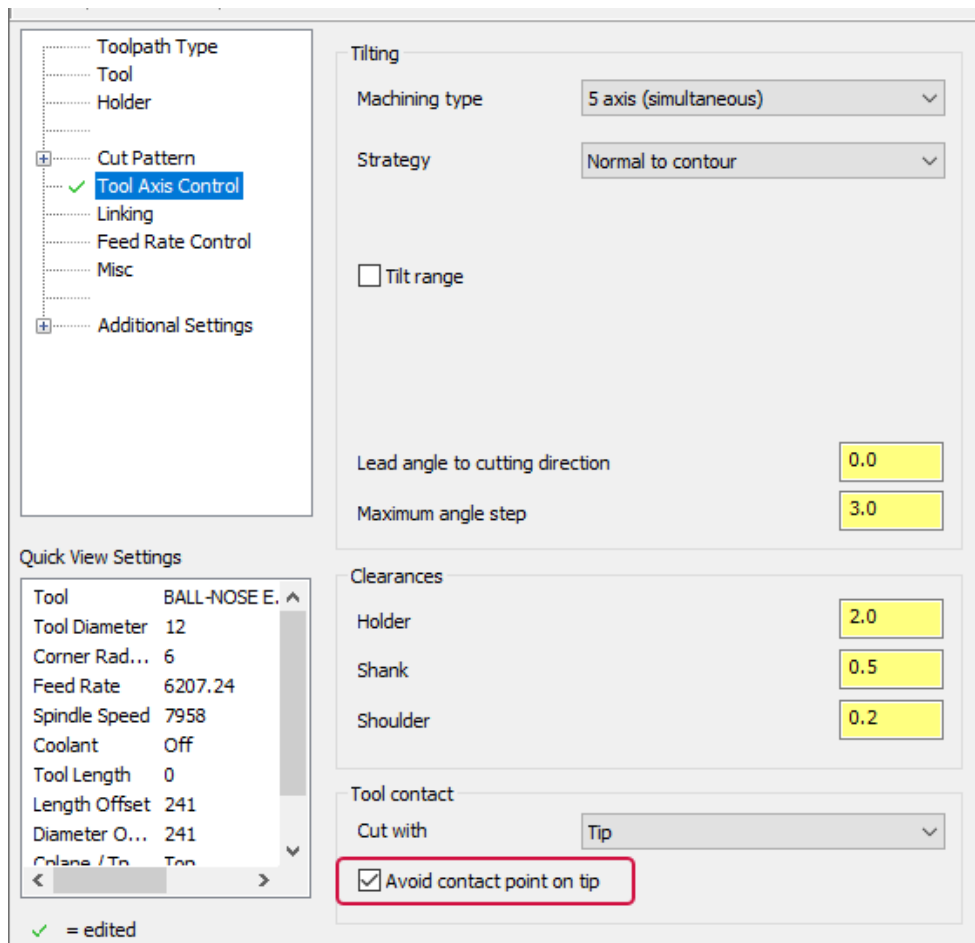 Toolpath Type
Tool
Holder
Cut Pattern
Tool Axis Control
Linking
Feed Rate Control
Misc
Additional Settings
Quick View Settings
Tool BALL-NOSE E.
Tool Diameter 12
Corner Rad... 6
Feed Rate 6207.24
Spindle Speed 7958
Coolant Off
Tool Length 0
Length Offset 241
Diameter O... 241
Cplane / Tp Top
= edited
Tilting
Machining type 5 axis (simultaneous)
Strategy Normal to contour
Tilt range
Lead angle to cutting direction 0.0
Maximum angle step 3.0
Clearances
Holder 2.0
Shank 0.5
Shoulder 0.2
Tool contact
Cut with Tip
Avoid contact point on tip